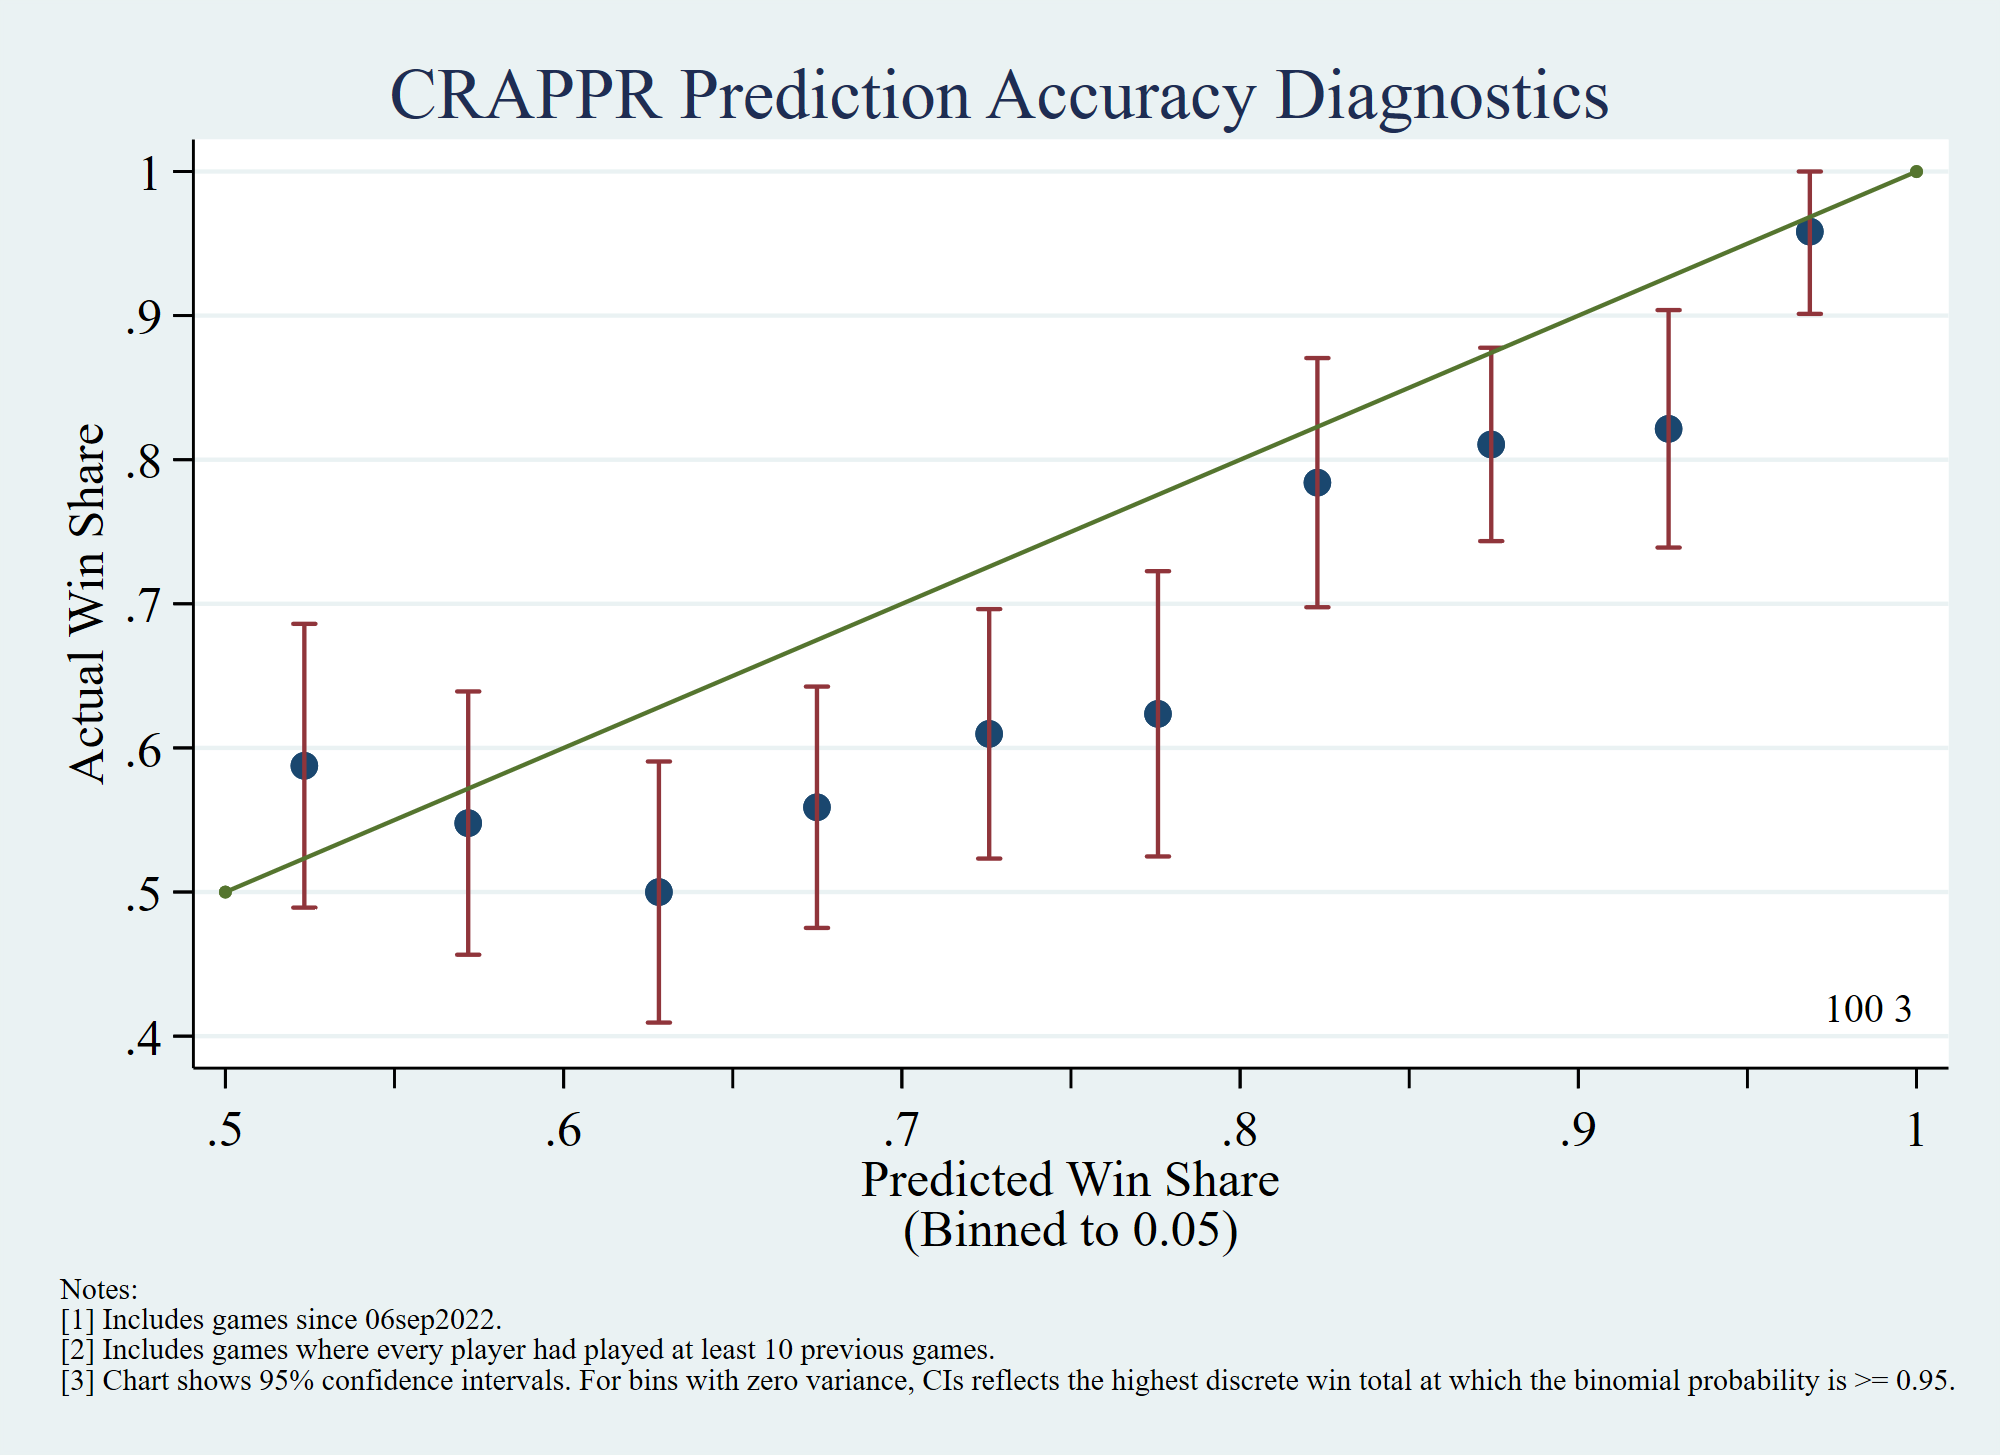 CRAPPR Prediction Accuracy Diagnostics
1
.9
.8
.7
.6
.5
.4
Actual Win Share
100 3
.5 .6 .7 .8 .9 1
Predicted Win Share
(Binned to 0.05)
Notes:
[1] Includes games since 06sep2022.
[2] Includes games where every player had played at least 10 previous games.
[3] Chart shows 95% confidence intervals. For bins with zero variance, CIs reflects the highest discrete win total at which the binomial probability is >= 0.95.